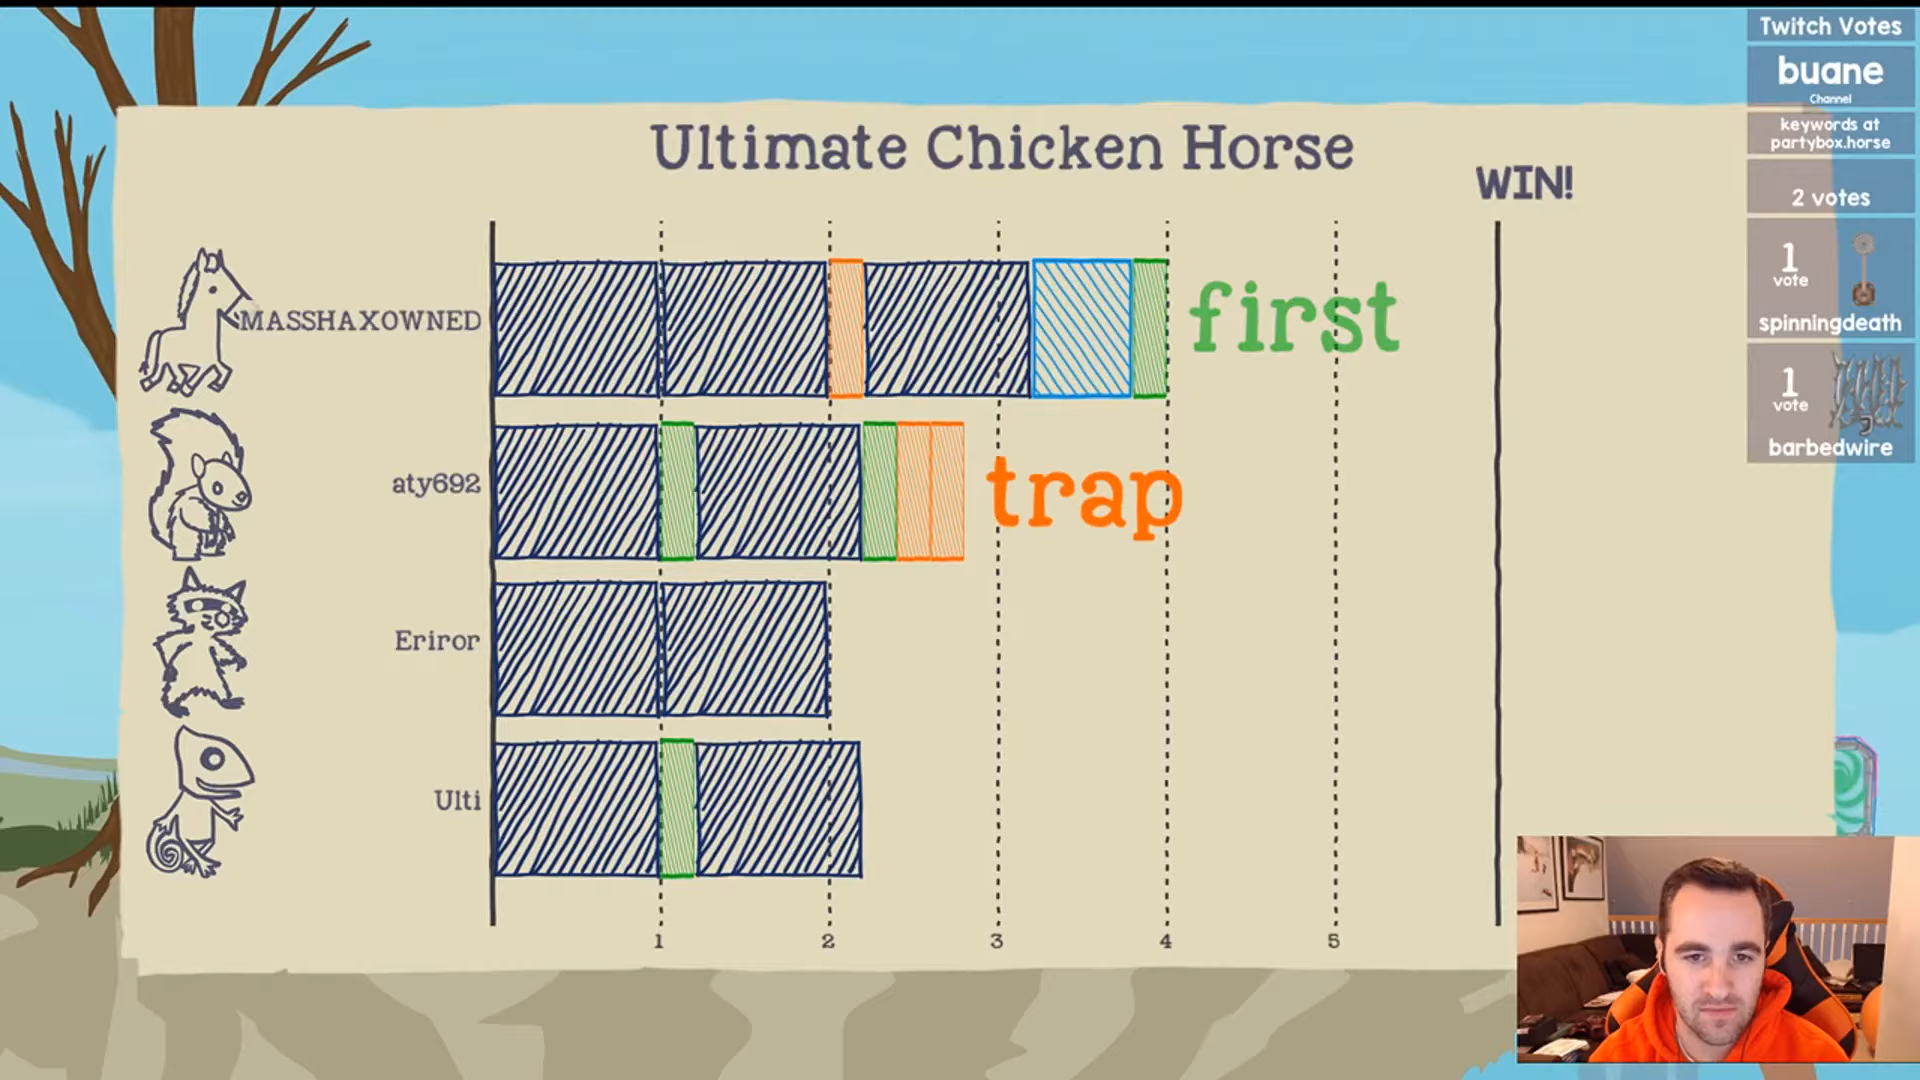 Ultimate Chicken Horse
WIN!
MASSHAXOWNED
first
aty692
trap
Eriror
Ulti
1 2 3 4 5
Twitch Votes
buane
Channel
keywords at
partybox.horse
2 votes
1
vote
spinningdeath
1
vote
barbedwire